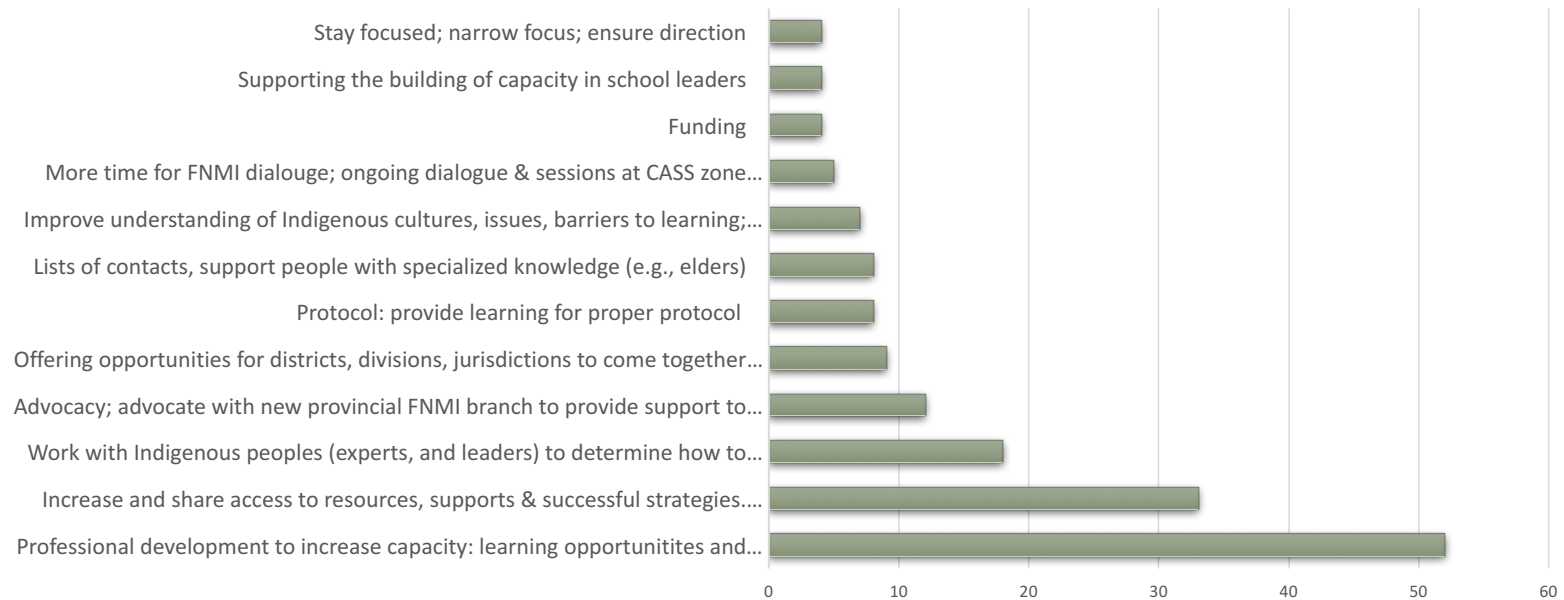 Stay focused; narrow focus; ensure direction
Supporting the building of capacity in school leaders
Funding
More time for FNMI dialouge; ongoing dialogue & sessions at CASS zone...
Improve understanding of Indigenous cultures, issues, barriers to learning;...
Lists of contacts, support people with specialized knowledge (e.g., elders)
Protocol: provide learning for proper protocol
Offering opportunities for districts, divisions, jurisdictions to come together...
Advocacy; advocate with new provincial FNMI branch to provide support to...
Work with Indigenous peoples (experts, and leaders) to determine how to...
Increase and share access to resources, supports & successful strategies....
Professional development to increase capacity: learning opportunitites and...
0 10 20 30 40 50 60